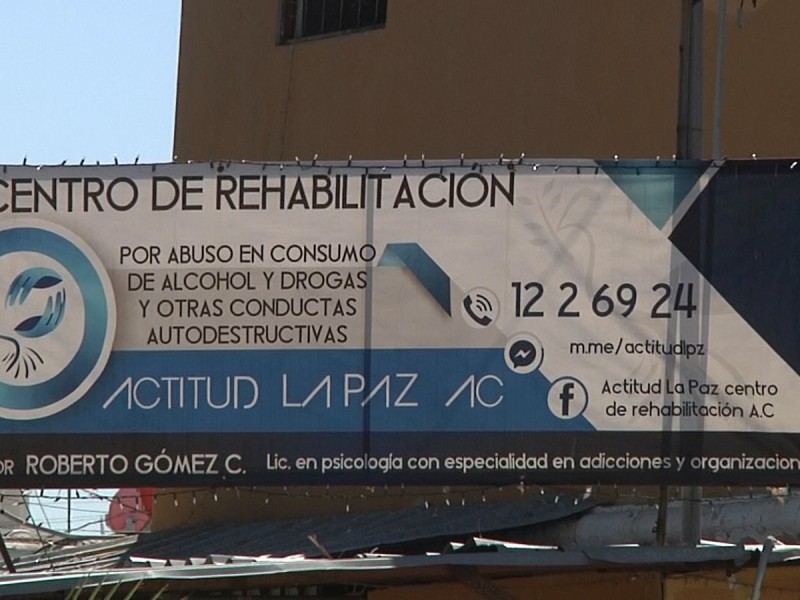 CENTRO DE REHABILITACIÓN
POR ABUSO EN CONSUMO
DE ALCOHOL Y DROGAS
Y OTRAS CONDUCTAS
AUTODESTRUCTIVAS
12 2 69 24
m.me/actitudlpz
ACTITUD LA PAZ AC
Actitud La Paz centro
de rehabilitación A.C
ROBERTO GÓMEZ C. Lic. en psicología con especialidad en adicciones y organizacion